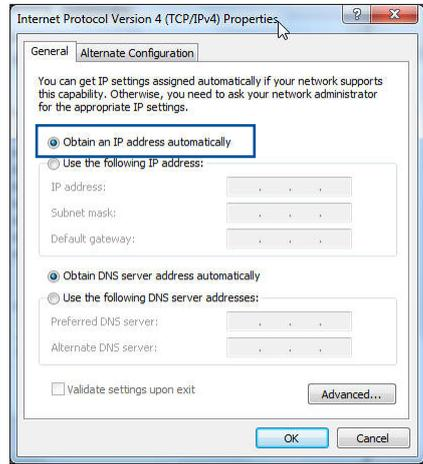 Internet Protocol Version 4 (TCP/IPv4) Properties
General
Alternate Configuration
You can get IP settings assigned automatically if your network supports
this capability. Otherwise, you need to ask your network administrator
for the appropriate IP settings.
Obtain an IP address automatically
Use the following IP address:
IP address:
Subnet mask:
Default gateway:
Obtain DNS server address automatically
Use the following DNS server addresses:
Preferred DNS server:
Alternate DNS server:
Validate settings upon exit
Advanced...
OK
Cancel